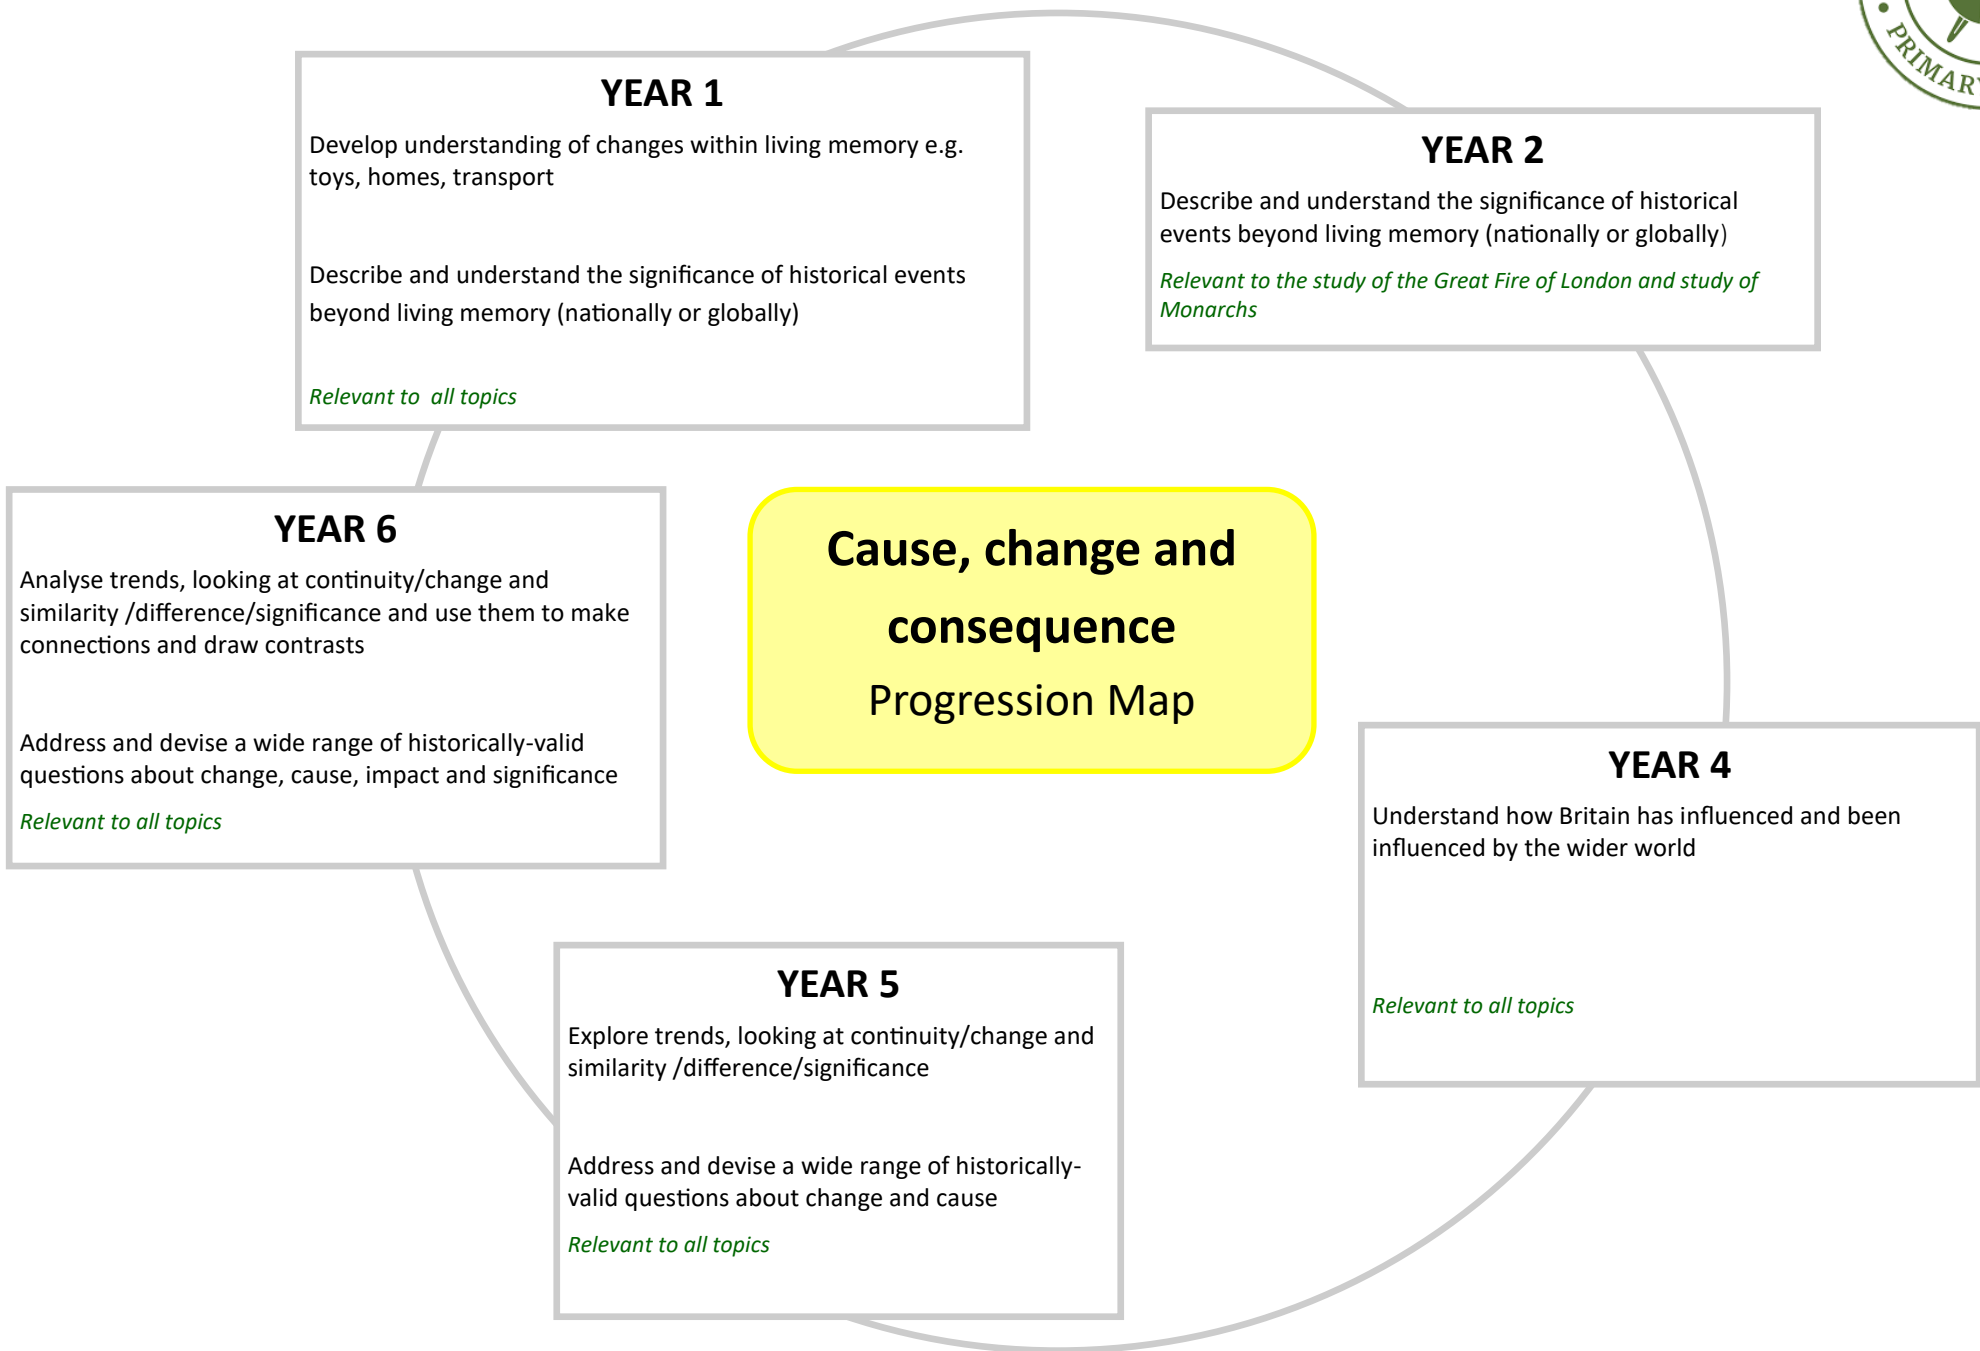 PRIMARY
YEAR 1
Develop understanding of changes within living memory e.g.
toys, homes, transport
Describe and understand the significance of historical events
beyond living memory (nationally or globally)
Relevant to  all topics
YEAR 2
Describe and understand the significance of historical
events beyond living memory (nationally or globally)
Relevant to the study of the Great Fire of London and study of
Monarchs
YEAR 6
Analyse trends, looking at continuity/change and
similarity /difference/significance and use them to make
connections and draw contrasts
Address and devise a wide range of historically-valid
questions about change, cause, impact and significance
Relevant to all topics
Cause, change and
consequence
Progression Map
YEAR 4
Understand how Britain has influenced and been
influenced by the wider world
Relevant to all topics
YEAR 5
Explore trends, looking at continuity/change and
similarity /difference/significance
Address and devise a wide range of historically-
valid questions about change and cause
Relevant to all topics